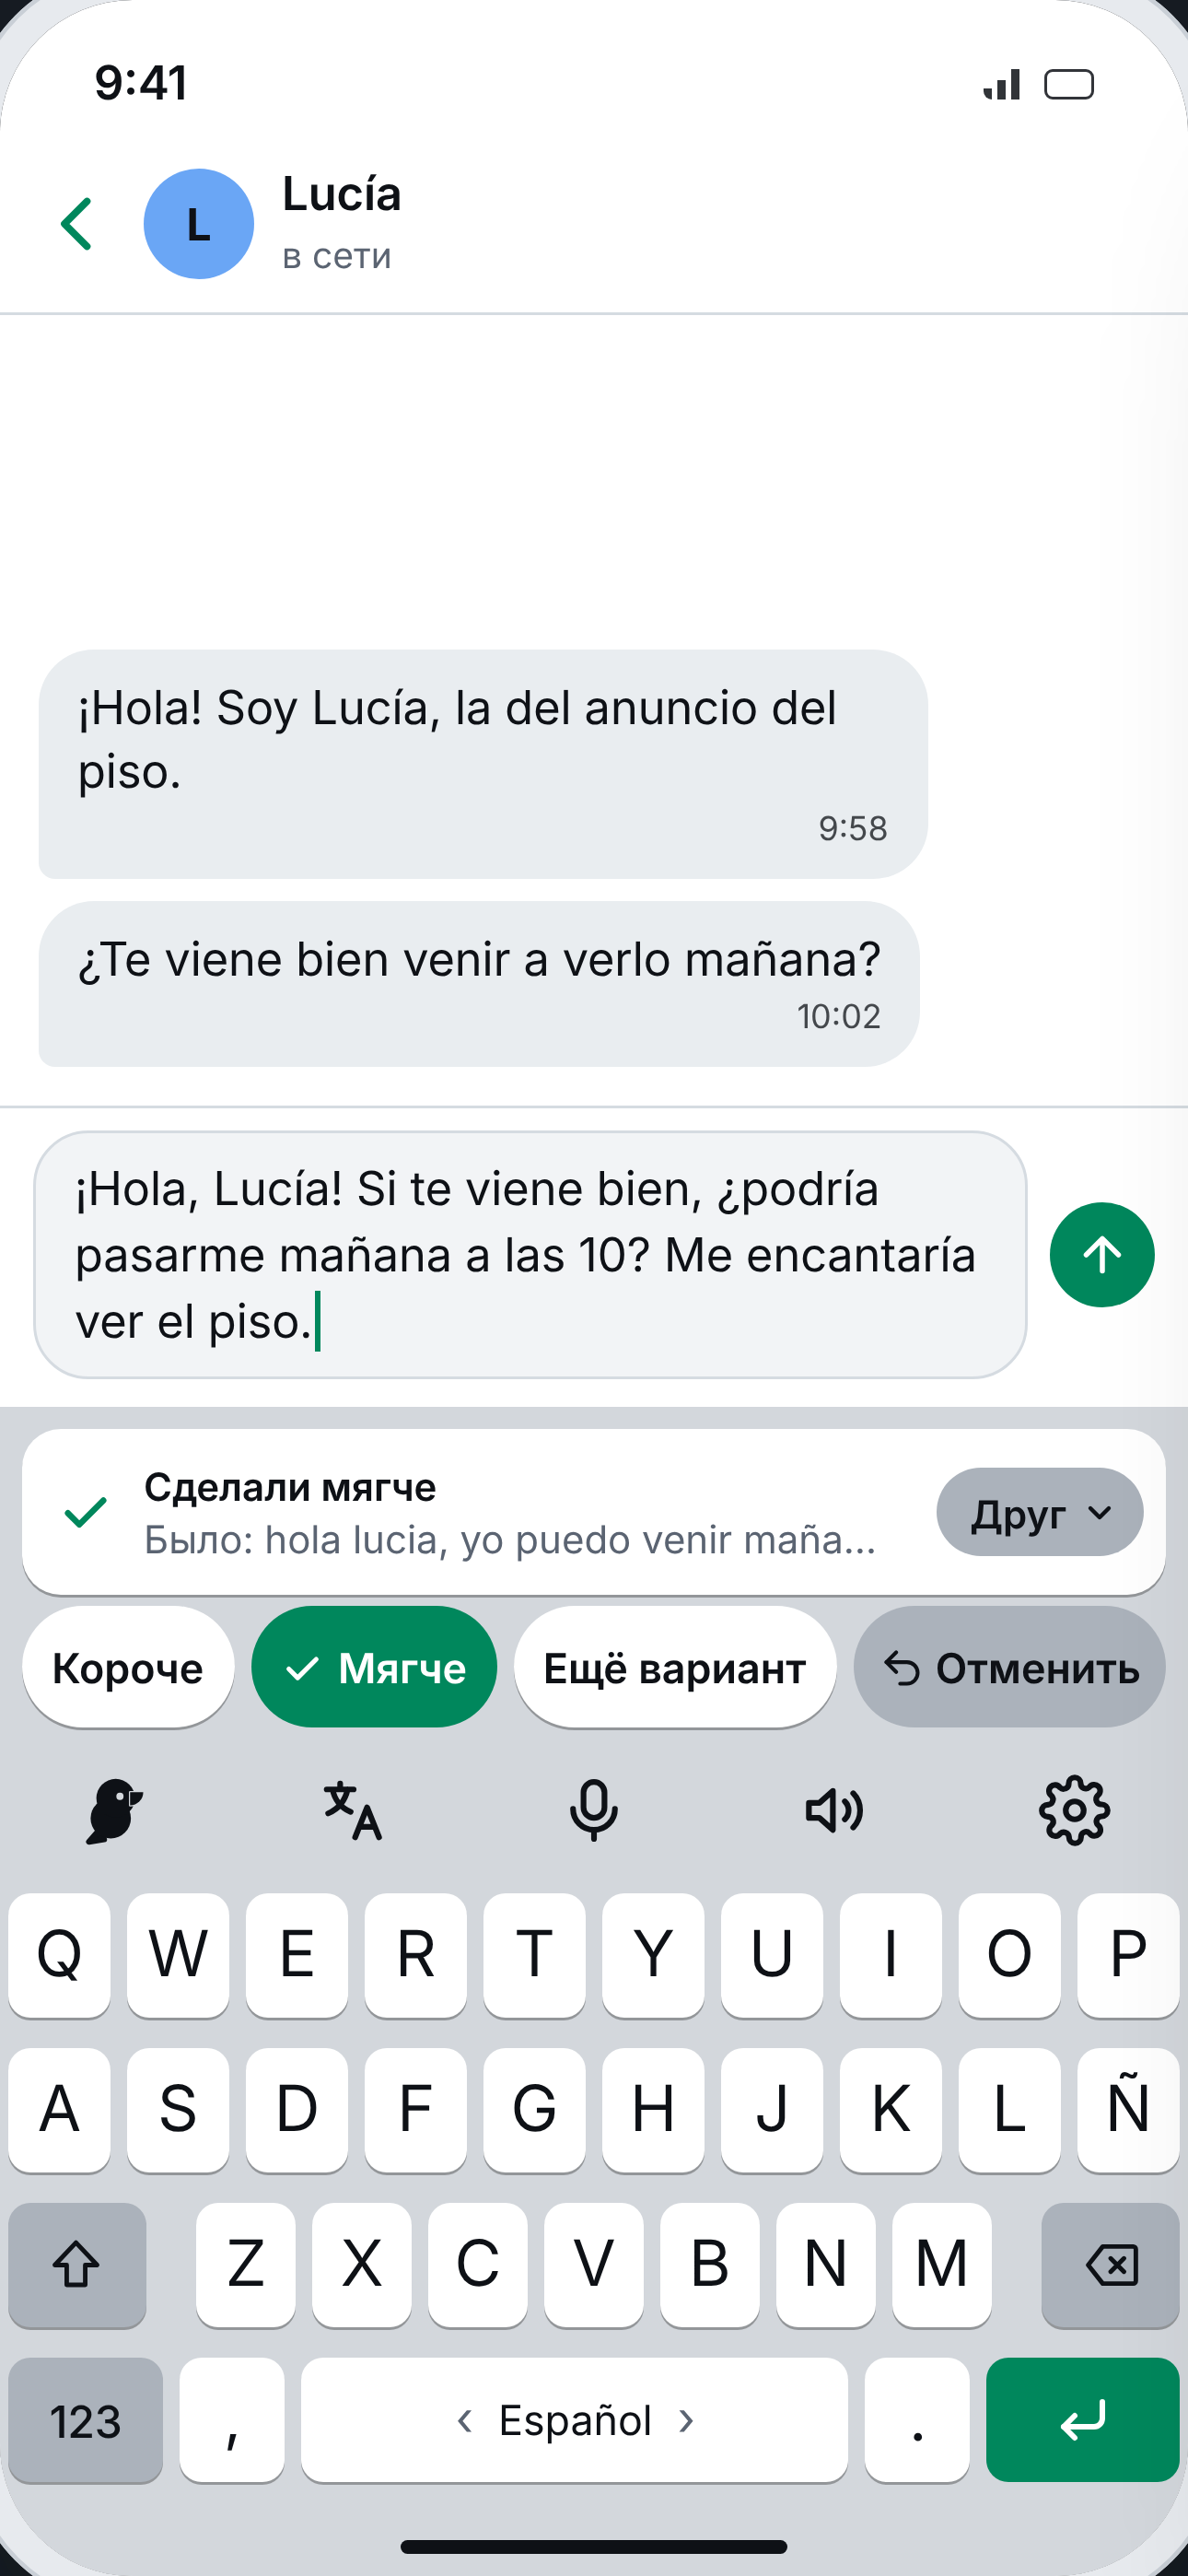 9:41
L
Lucía
в сети
¡Hola! Soy Lucía, la del anuncio del
piso.
9:58
¿Te viene bien venir a verlo mañana?
10:02
¡Hola, Lucía! Si te viene bien, ¿podría
pasarme mañana a las 10? Me encantaría
ver el piso.
Сделали мягче
Было: hola lucia, yo puedo venir maña...
Друг
Короче
Мягче
Ещё вариант
Отменить
Q W E R T Y U I O P
A S D F G H J K L Ñ
Z X C V B N M
123 , ‹ Español › .